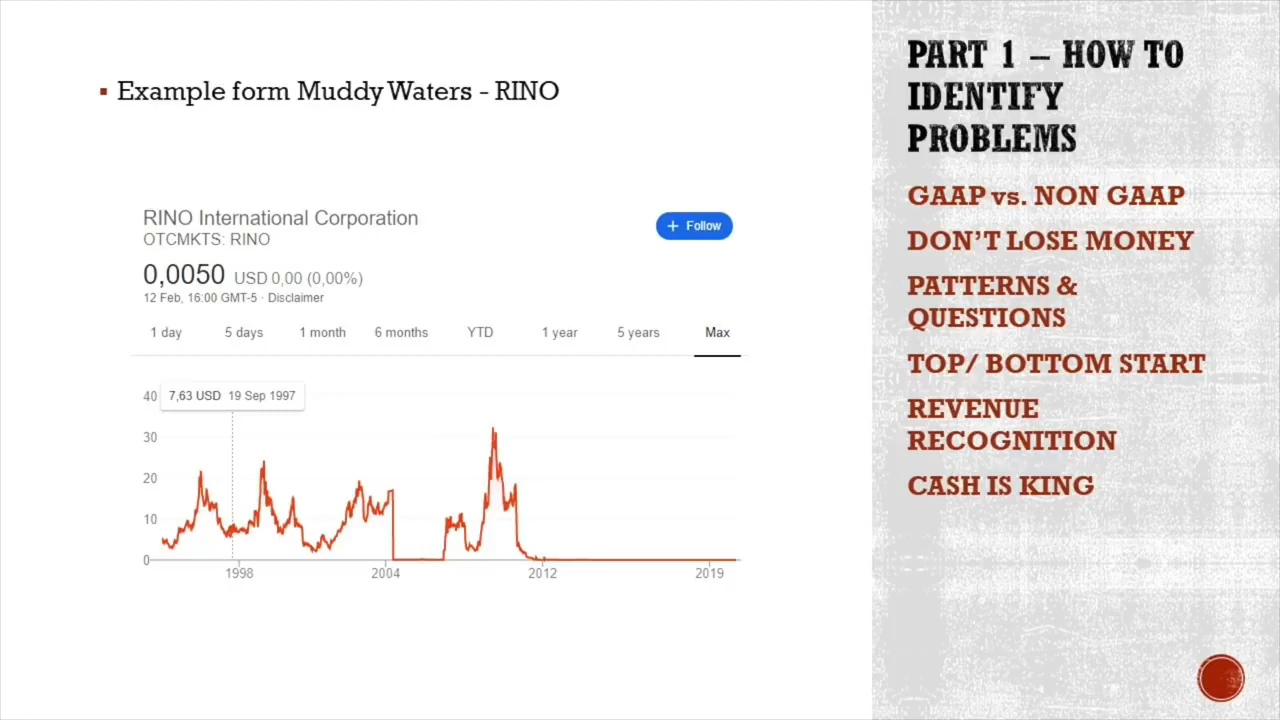 ▪ Example form Muddy Waters - RINO
RINO International Corporation
OTCMKTS: RINO
+ Follow
0,0050 USD 0,00 (0,00%)
12 Feb, 16:00 GMT-5 · Disclaimer
1 day 5 days 1 month 6 months YTD 1 year 5 years Max
7,63 USD 19 Sep 1997
40
30
20
10
0
1998 2004 2012 2019
PART 1 – HOW TO
IDENTIFY
PROBLEMS
GAAP vs. NON GAAP
DON'T LOSE MONEY
PATTERNS &
QUESTIONS
TOP/ BOTTOM START
REVENUE
RECOGNITION
CASH IS KING